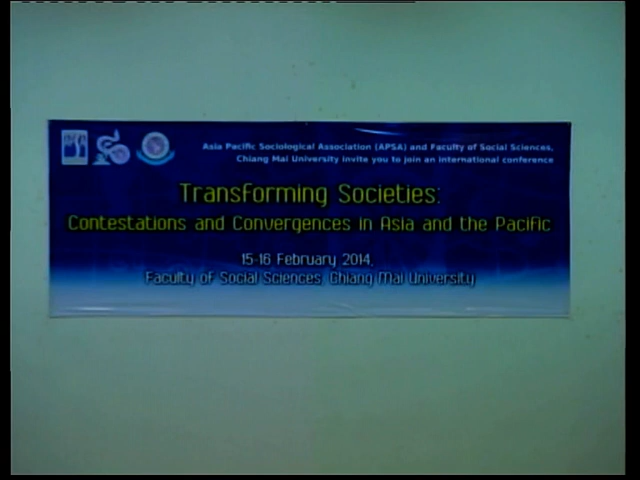 Asia Pacific Sociological Association (APSA) and Faculty of Social Sciences,
Chiang Mai University invite you to join an international conference
Transforming Societies:
Contestations and Convergences in Asia and the Pacific
15-16 February 2014,
Faculty of Social Sciences, Chiang Mai University